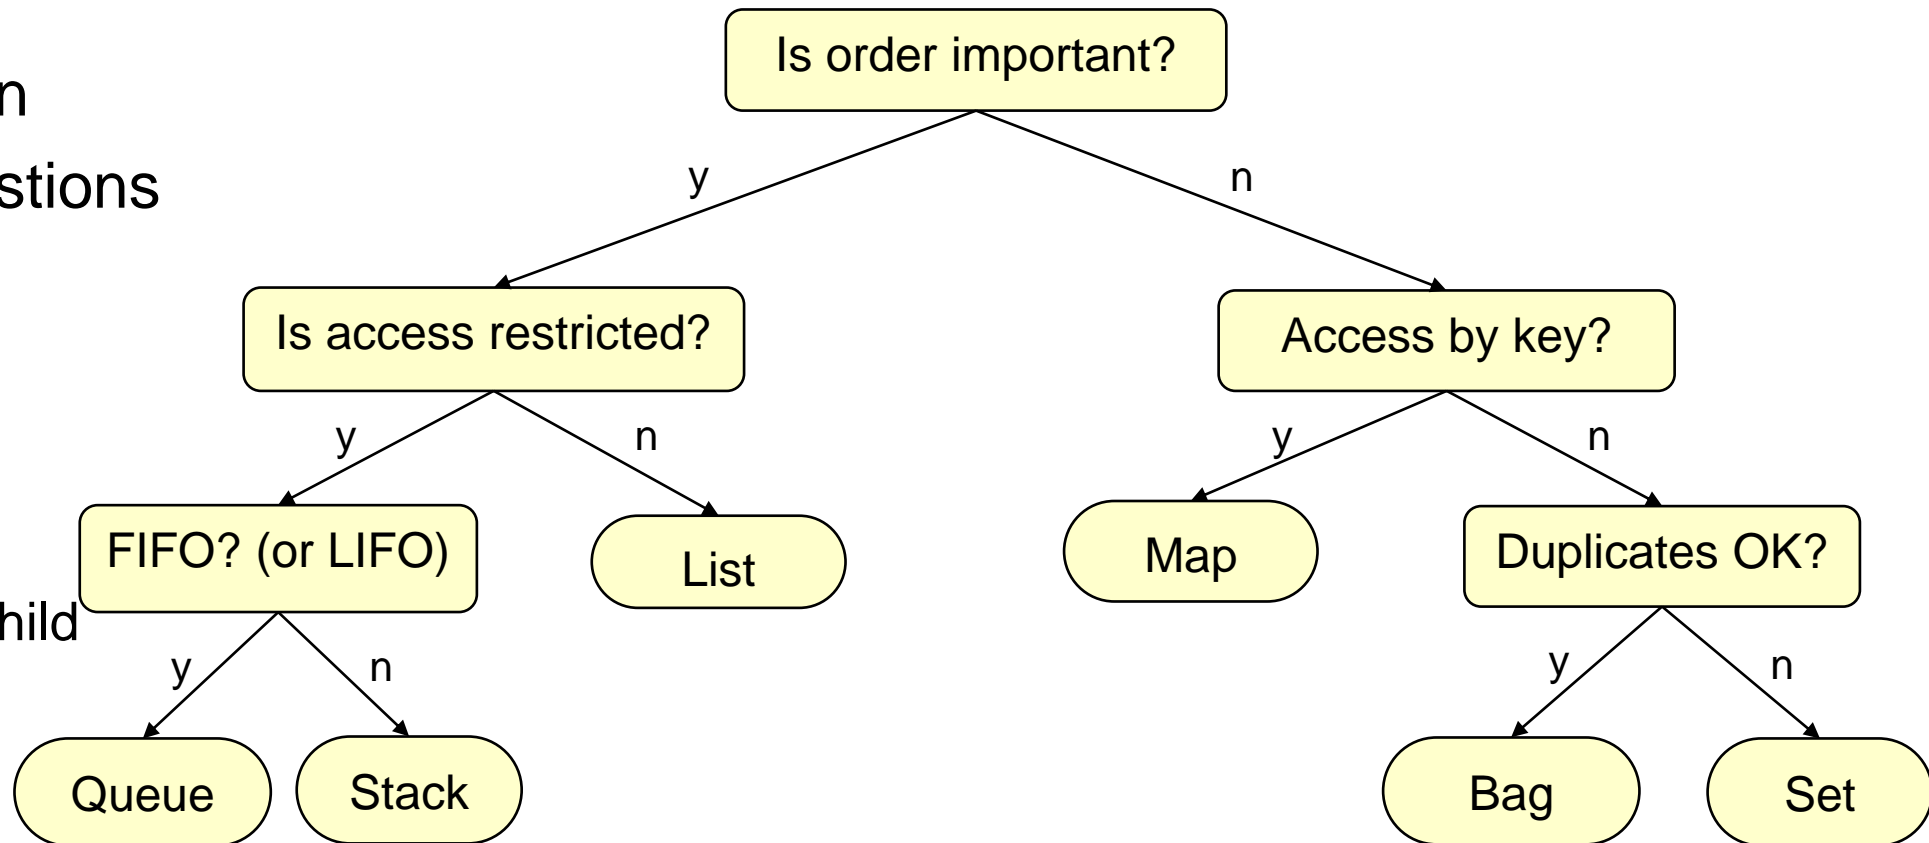 Is order important?
n
stions
y
n
Is access restricted?
Access by key?
y
n
y
n
FIFO? (or LIFO)
List
Map
Duplicates OK?
hild
y
n
y
n
Queue
Stack
Bag
Set